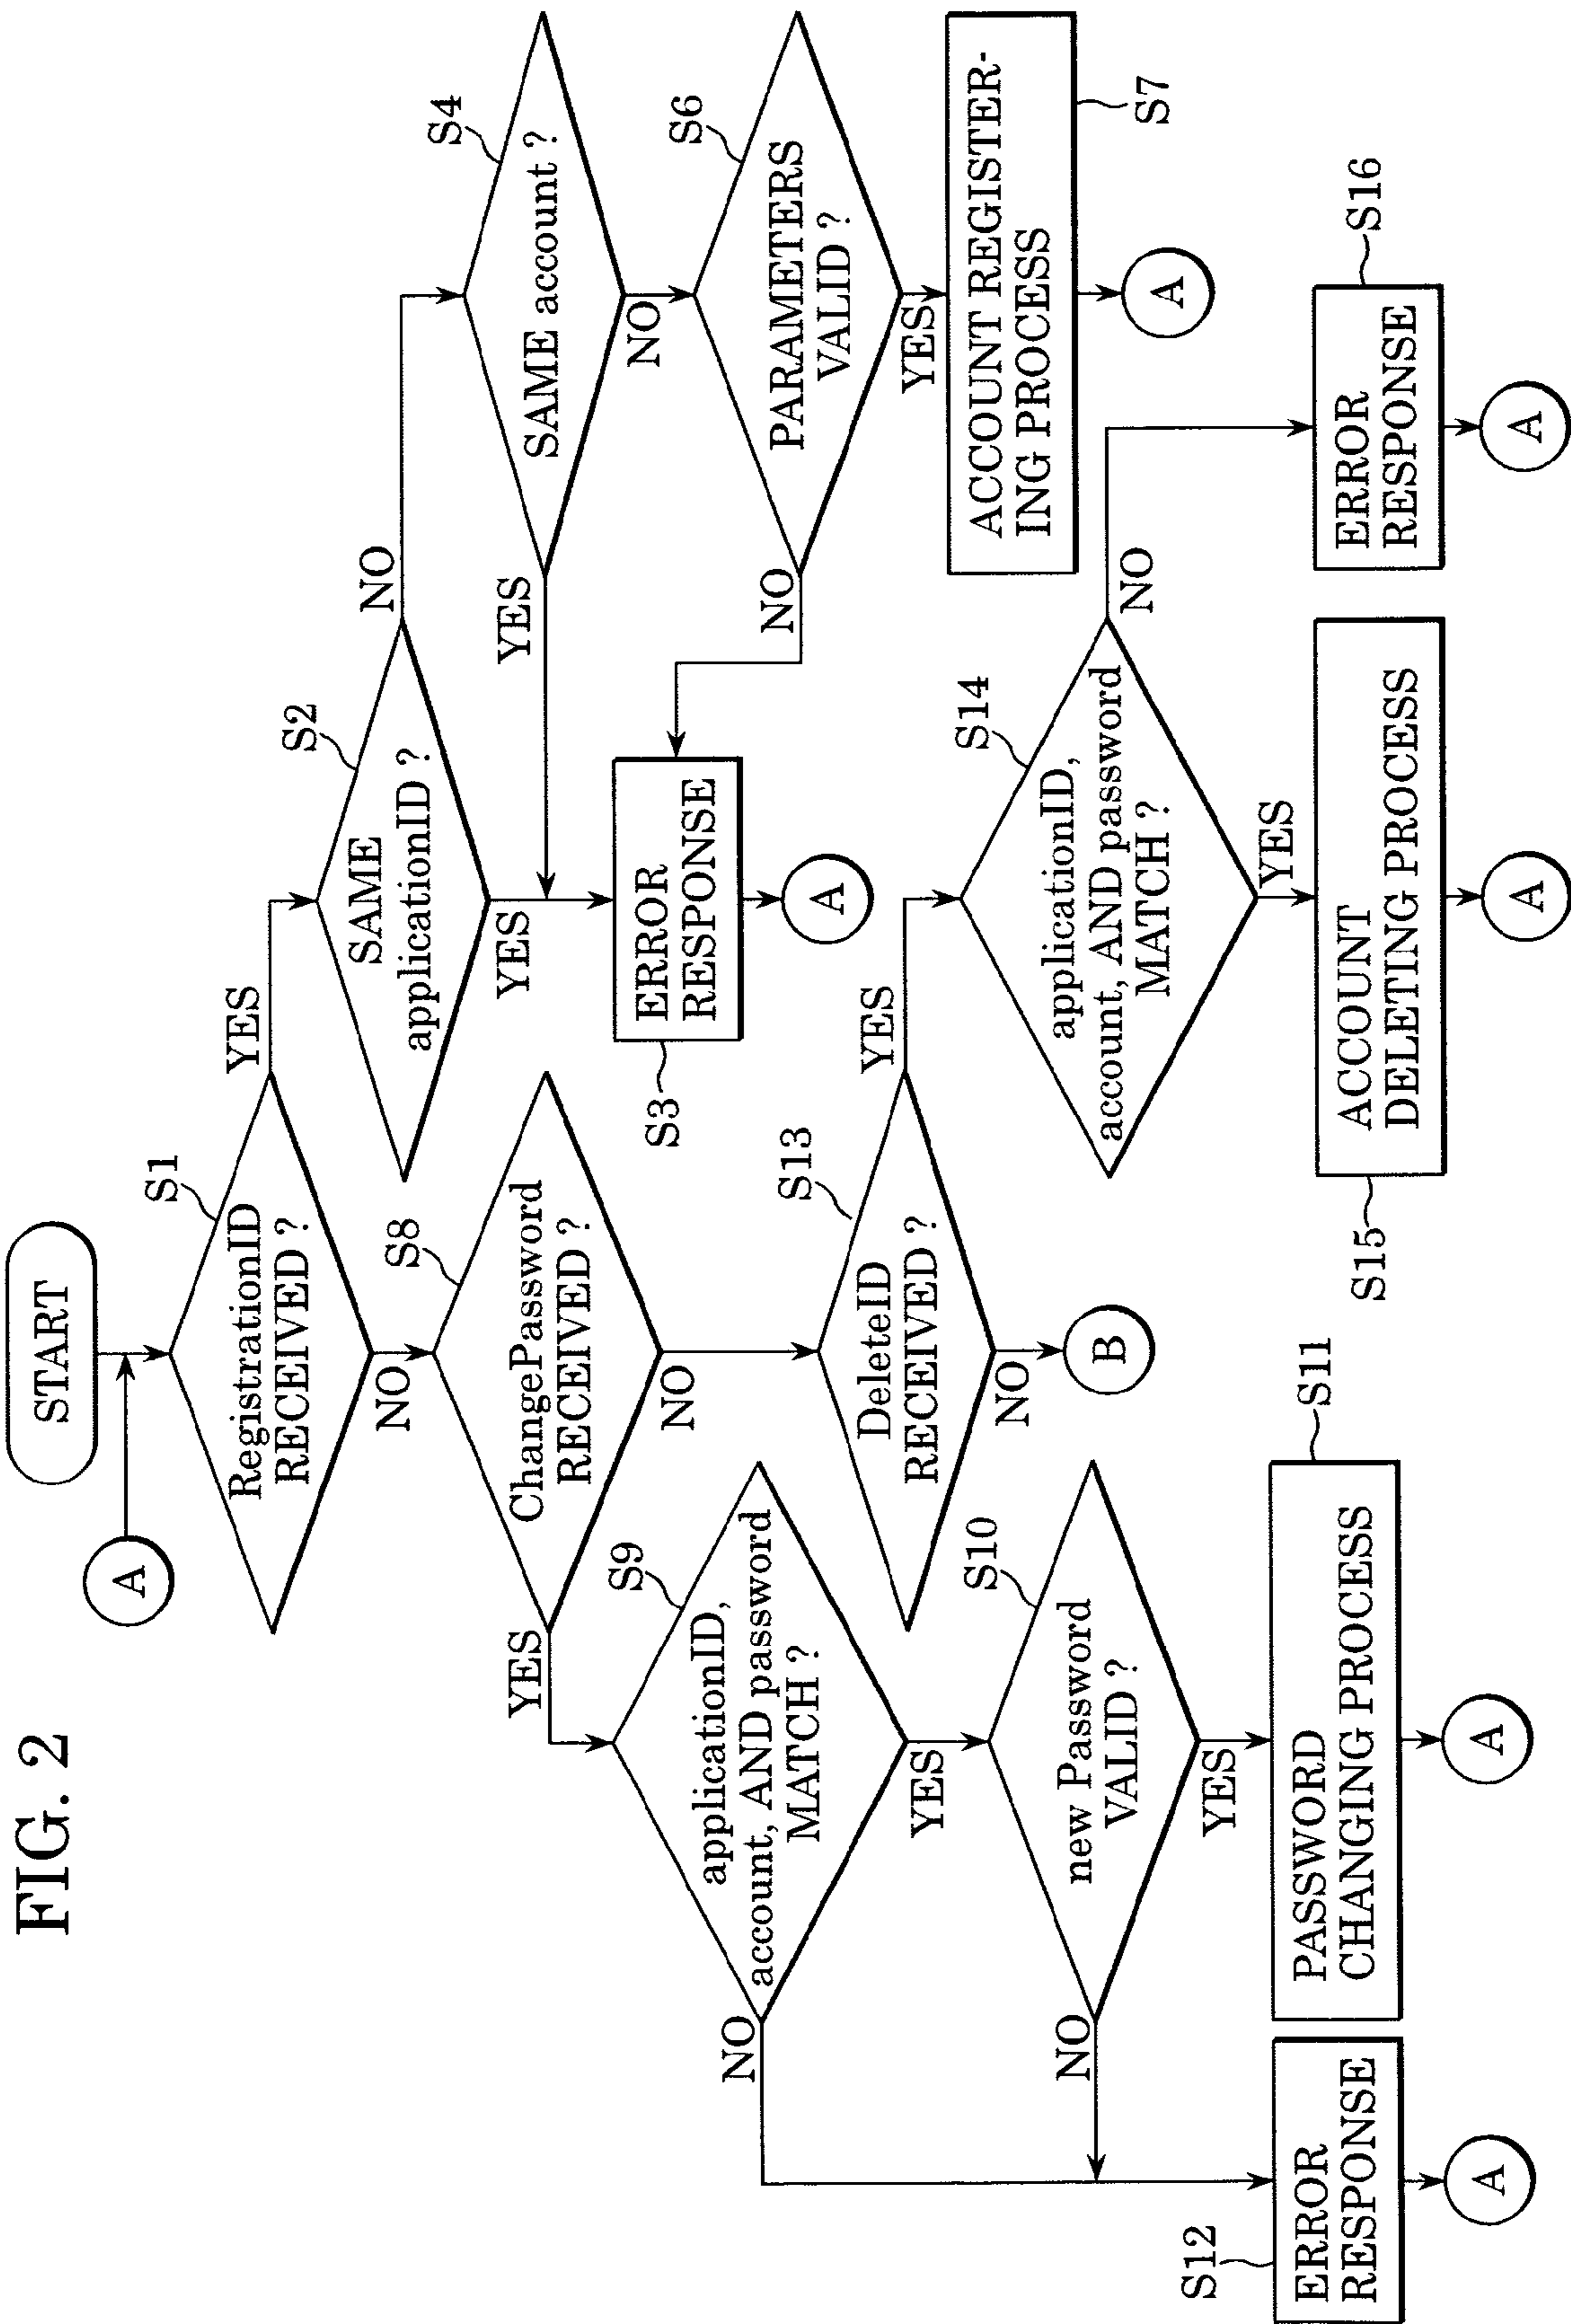 FIG. 2
START
A
S1
RegistrationID
RECEIVED ?
YES
NO
S2
SAME
applicationID ?
NO
YES
S4
SAME account ?
YES
NO
S6
PARAMETERS
VALID ?
NO
YES
ACCOUNT REGISTER-
ING PROCESS
S7
A
S3
ERROR
RESPONSE
A
S8
ChangePassword
RECEIVED ?
YES
NO
S9
applicationID,
account, AND password
MATCH ?
NO
YES
S10
new Password
VALID ?
NO
YES
S11
PASSWORD
CHANGING PROCESS
A
S12
ERROR
RESPONSE
A
S13
DeleteID
RECEIVED ?
YES
NO
B
S14
applicationID,
account, AND password
MATCH ?
NO
YES
S15
ACCOUNT
DELETING PROCESS
A
S16
ERROR
RESPONSE
A